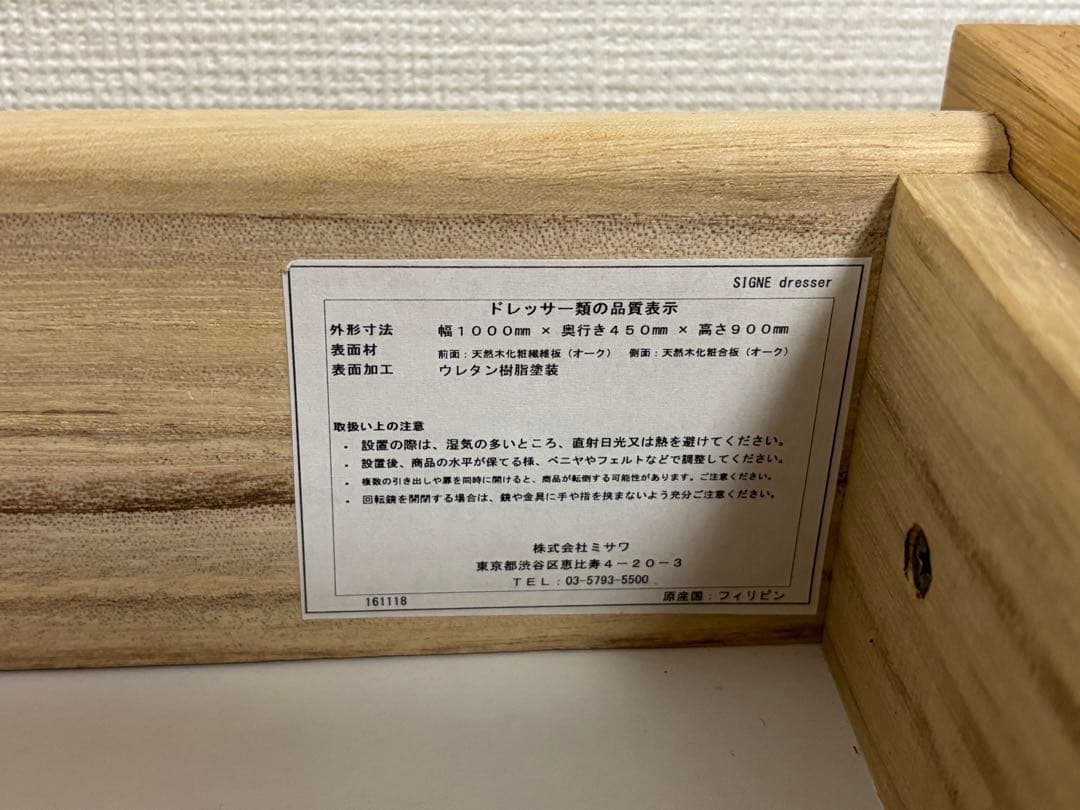 SIGNE dresser
ドレッサー類の品質表示
外形寸法 幅1000㎜ × 奥行き450㎜ × 高さ900㎜
表面材 前面：天然木化粧繊維板（オーク） 側面：天然木化粧合板（オーク）
表面加工 ウレタン樹脂塗装
取扱い上の注意
・ 設置の際は、湿気の多いところ、直射日光又は熱を避けてください。
・ 設置後、商品の水平が保てる様、ベニヤやフェルトなどで調整してください。
・ 複数の引き出しや扉を同時に開けると、商品が転倒する可能性があります。ご注意ください。
・ 回転鏡を開閉する場合は、鏡や金具に手や指を挟まないよう充分ご注意ください。
株式会社ミサワ
東京都渋谷区恵比寿4－20－3
ＴＥＬ：03-5793-5500
161118 原産国：フィリピン